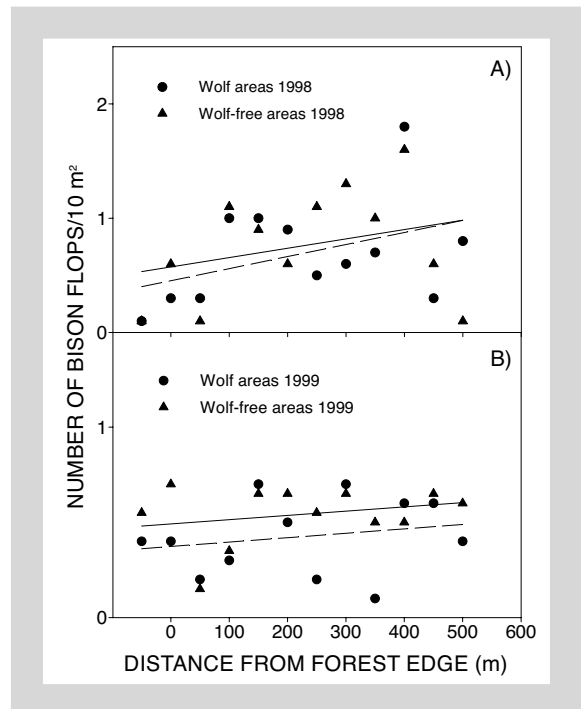 A)
Wolf areas 1998
Wolf-free areas 1998
2
1
0
B)
Wolf areas 1999
Wolf-free areas 1999
1
0
NUMBER OF BISON FLOPS/10 m²
0 100 200 300 400 500 600
DISTANCE FROM FOREST EDGE (m)